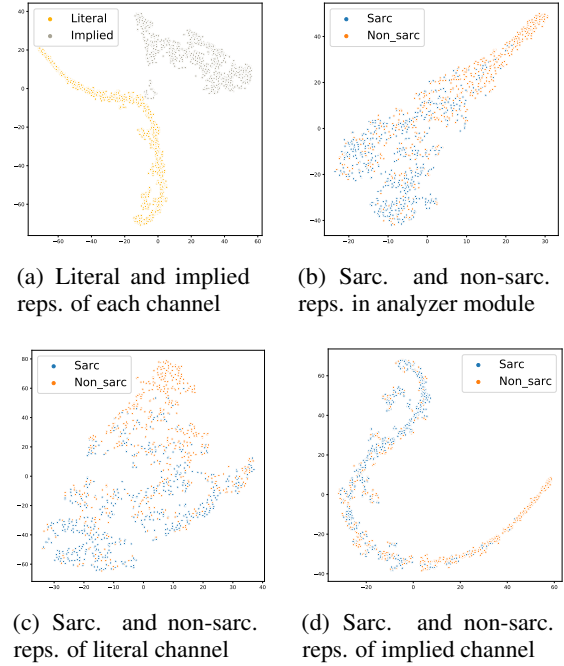 Literal
Implied
40
20
0
−20
−40
−60
−60 −40 −20 0 20 40 60
(a) Literal and implied
reps. of each channel
Sarc
Non_sarc
40
20
0
−20
−40
−20 −10 0 10 20 30
(b) Sarc. and non-sarc.
reps. in analyzer module
Sarc
Non_sarc
80
60
40
20
0
−20
−40
−60
−30 −20 −10 0 10 20 30 40
(c) Sarc. and non-sarc.
reps. of literal channel
Sarc
Non_sarc
60
40
20
0
−20
−40
−20 0 20 40 60
(d) Sarc. and non-sarc.
reps. of implied channel